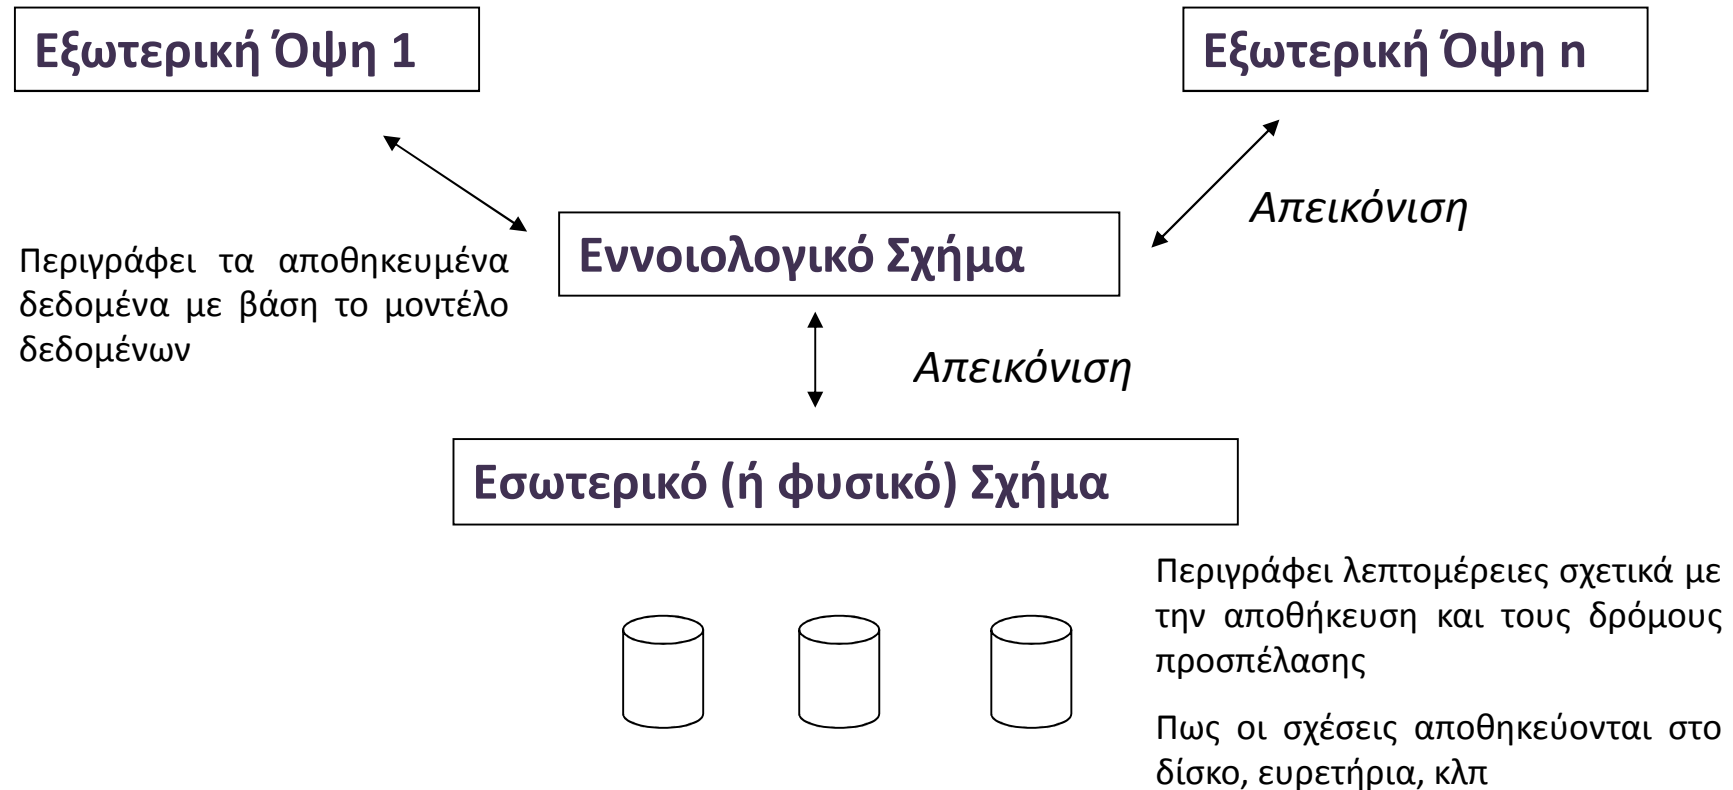 Εξωτερική Όψη 1
Εξωτερική Όψη n
Απεικόνιση
Εννοιολογικό Σχήμα
Περιγράφει τα αποθηκευμένα
δεδομένα με βάση το μοντέλο
δεδομένων
Απεικόνιση
Εσωτερικό (ή φυσικό) Σχήμα
Περιγράφει λεπτομέρειες σχετικά με
την αποθήκευση και τους δρόμους
προσπέλασης
Πως οι σχέσεις αποθηκεύονται στο
δίσκο, ευρετήρια, κλπ